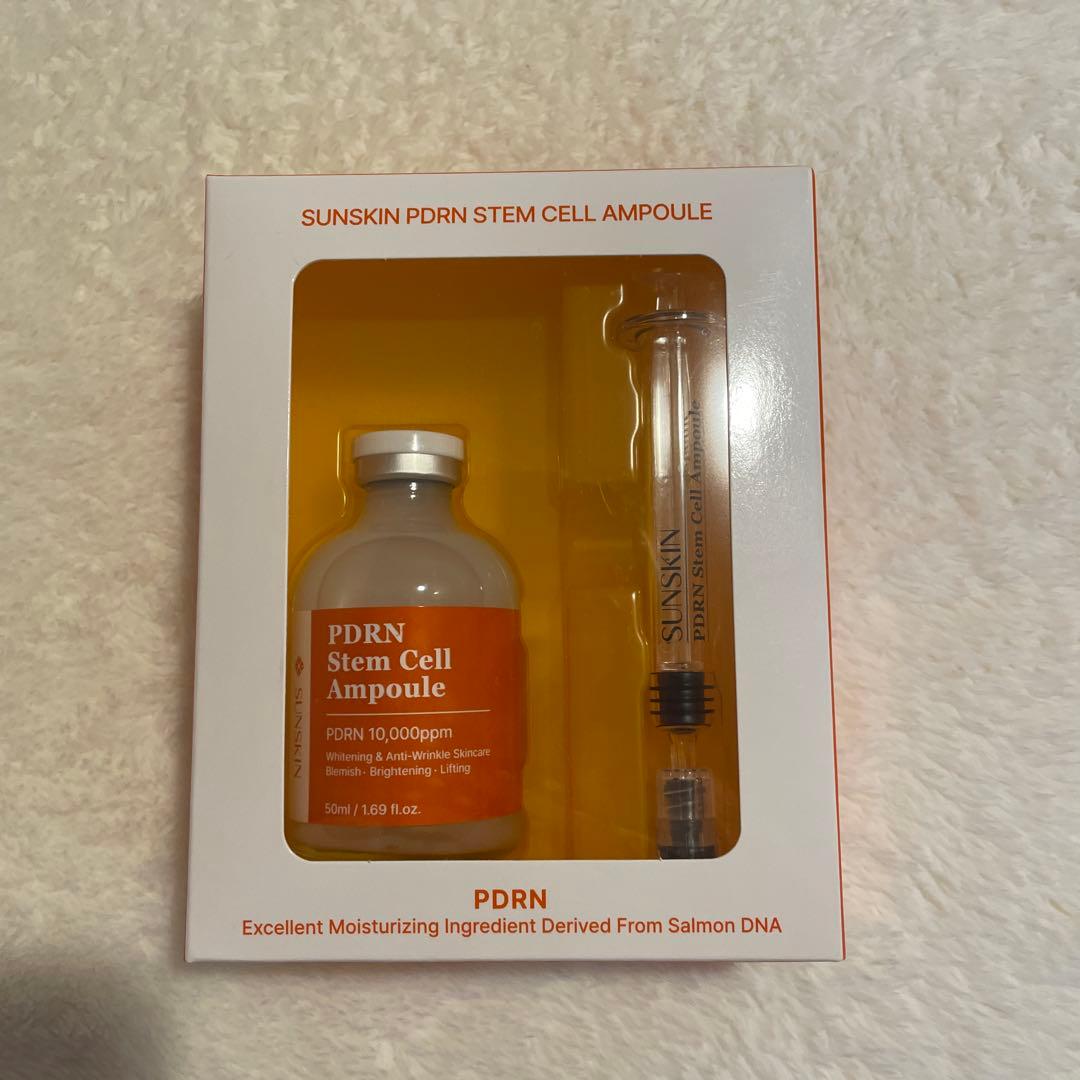 SUNSKIN PDRN STEM CELL AMPOULE
PDRN
Stem Cell
Ampoule
PDRN 10,000ppm
Whitening & Anti-Wrinkle Skincare
Blemish · Brightening · Lifting
50ml / 1.69 fl.oz.
SUNSKIN
SUNSKIN
PDRN Stem Cell Ampoule
PDRN
Excellent Moisturizing Ingredient Derived From Salmon DNA